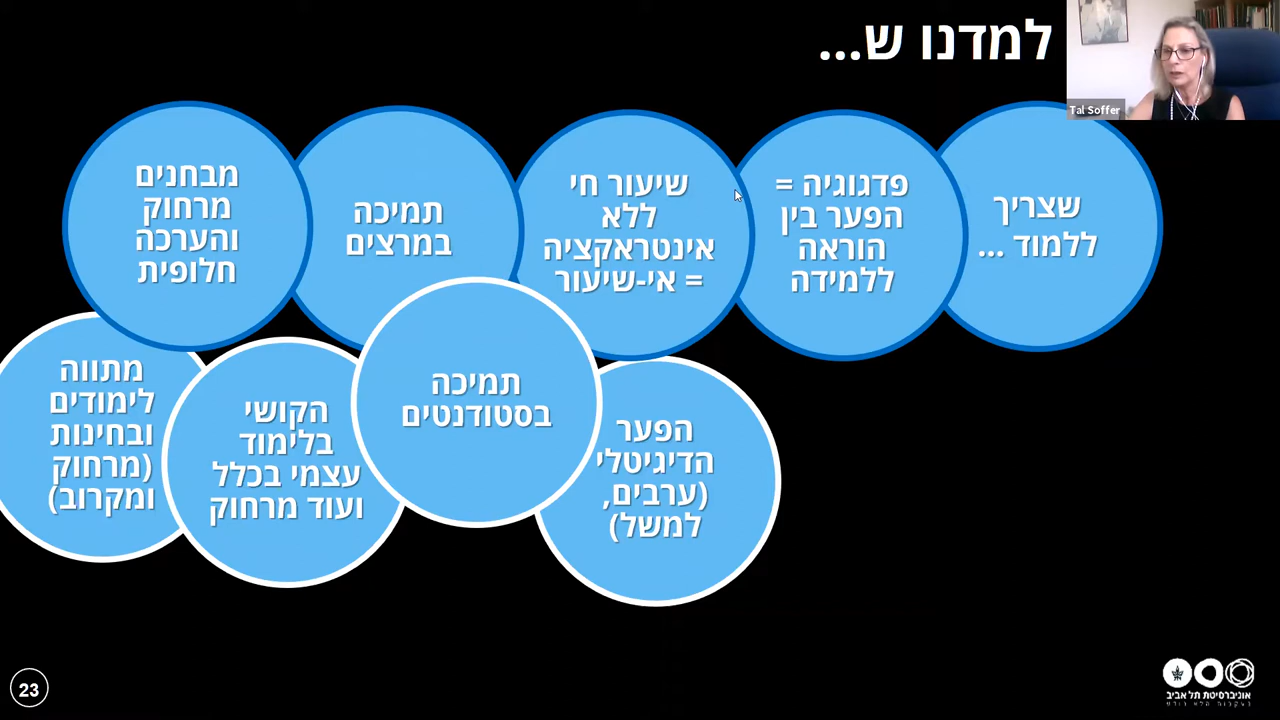 למדנו ש...
Tal Soffer
שצריך
ללמוד ...
פדגוגיה =
הפער בין
הוראה
ללמידה
שיעור חי
ללא
אינטראקציה
= אי-שיעור
תמיכה
במרצים
מבחנים
מרחוק
והערכה
חלופית
הפער
הדיגיטלי
(ערבים,
למשל)
תמיכה
בסטודנטים
הקושי
בלימוד
עצמי בכלל
ועוד מרחוק
מתווה
לימודים
ובחינות
(מרחוק
ומקרוב)
23
אוניברסיטת תל אביב